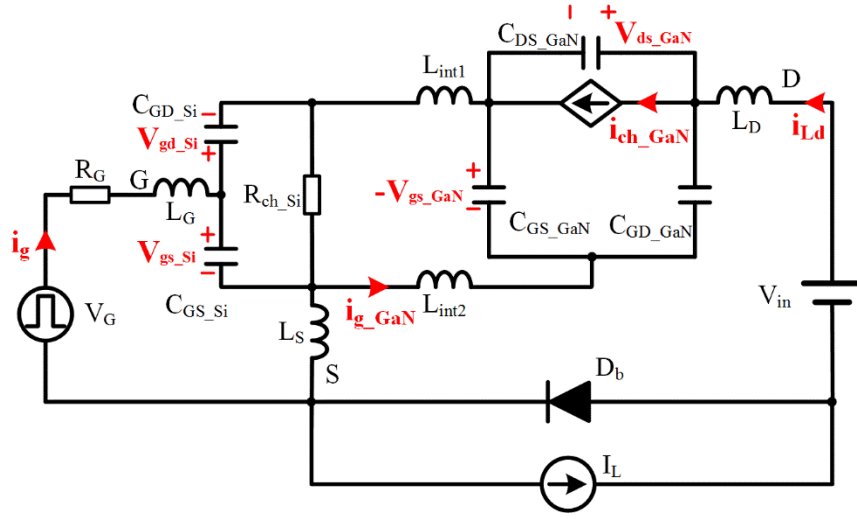 - +
C_DS_GaN V_ds_GaN
L_int1
D
C_GD_Si -
V_gd_Si
+
i_ch_GaN
L_D
i_Ld
R_G
G
L_G
R_ch_Si
+
-V_gs_GaN
-
+
V_gs_Si
-
C_GS_GaN
C_GD_GaN
i_g
C_GS_Si
V_G
i_g_GaN
L_int2
V_in
L_S
S
D_b
I_L